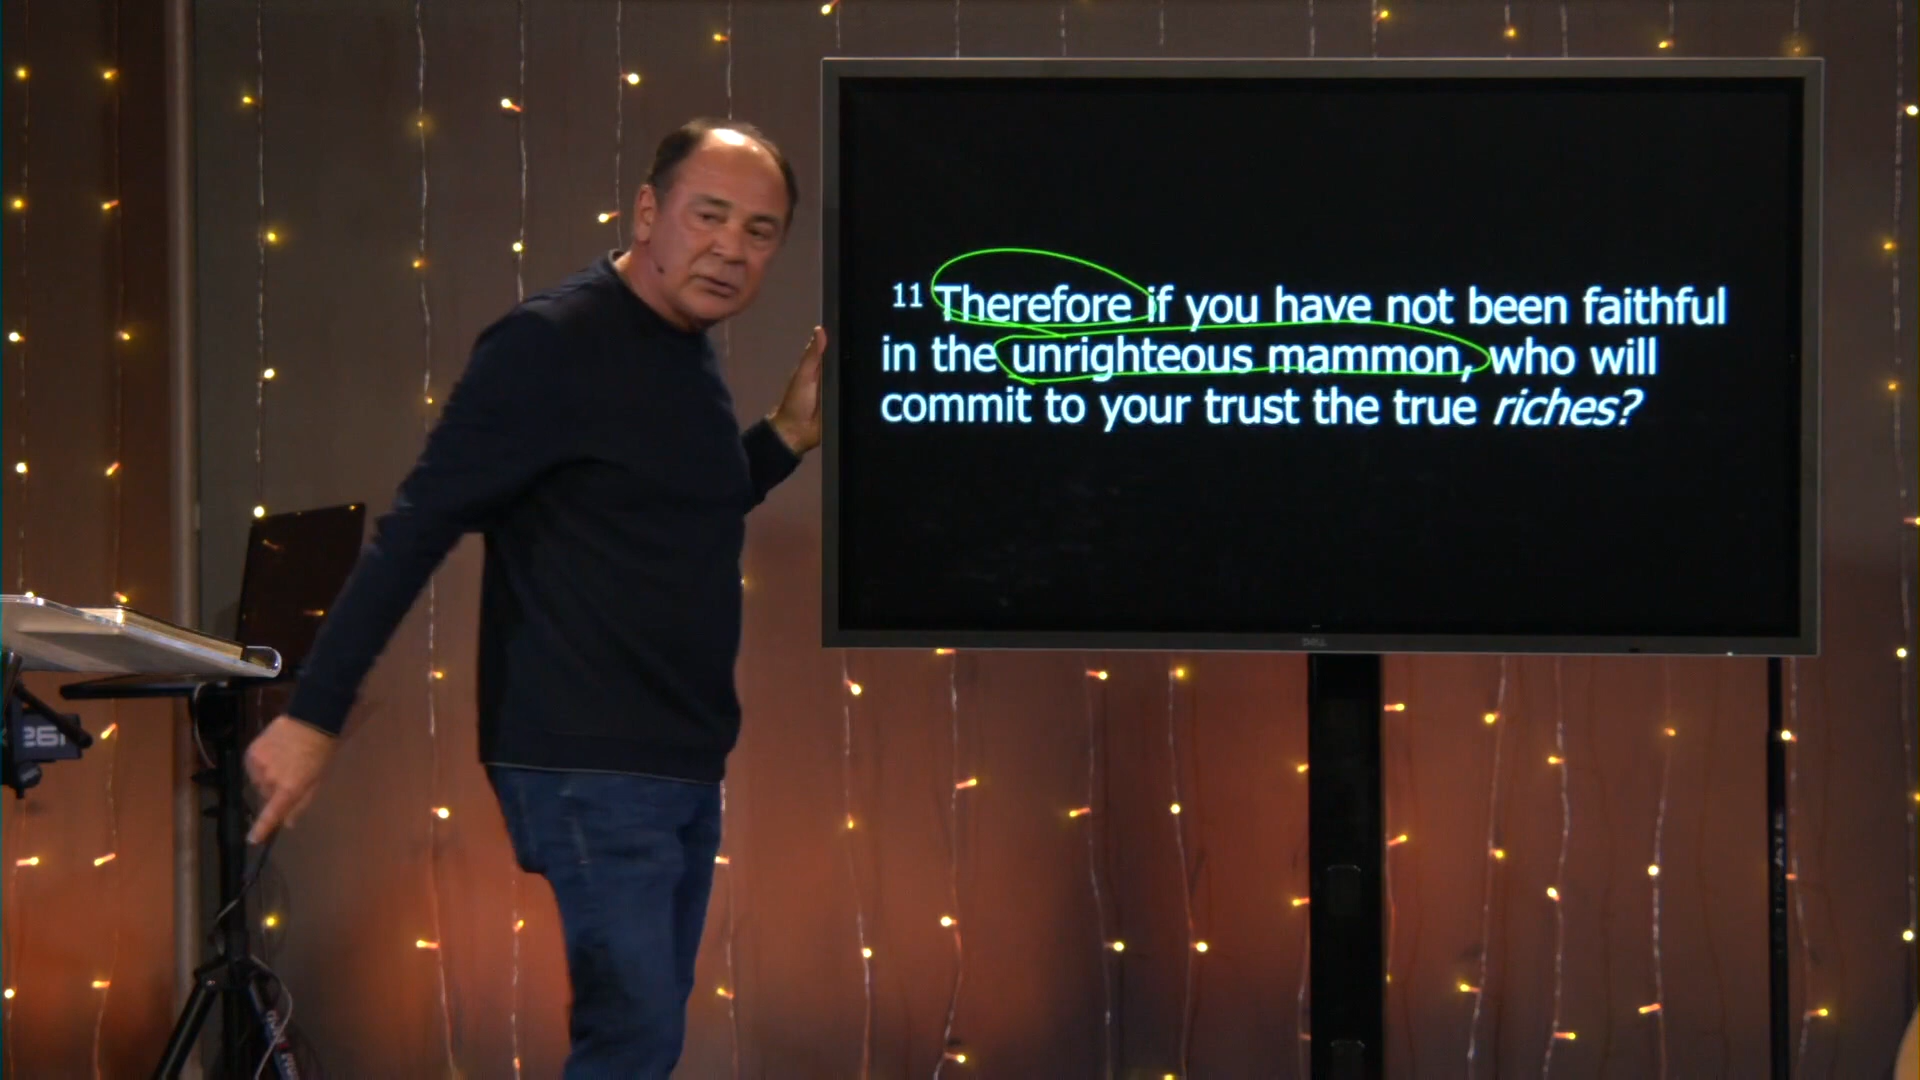 11 Therefore if you have not been faithful
in the unrighteous mammon, who will
commit to your trust the true riches?
DELL